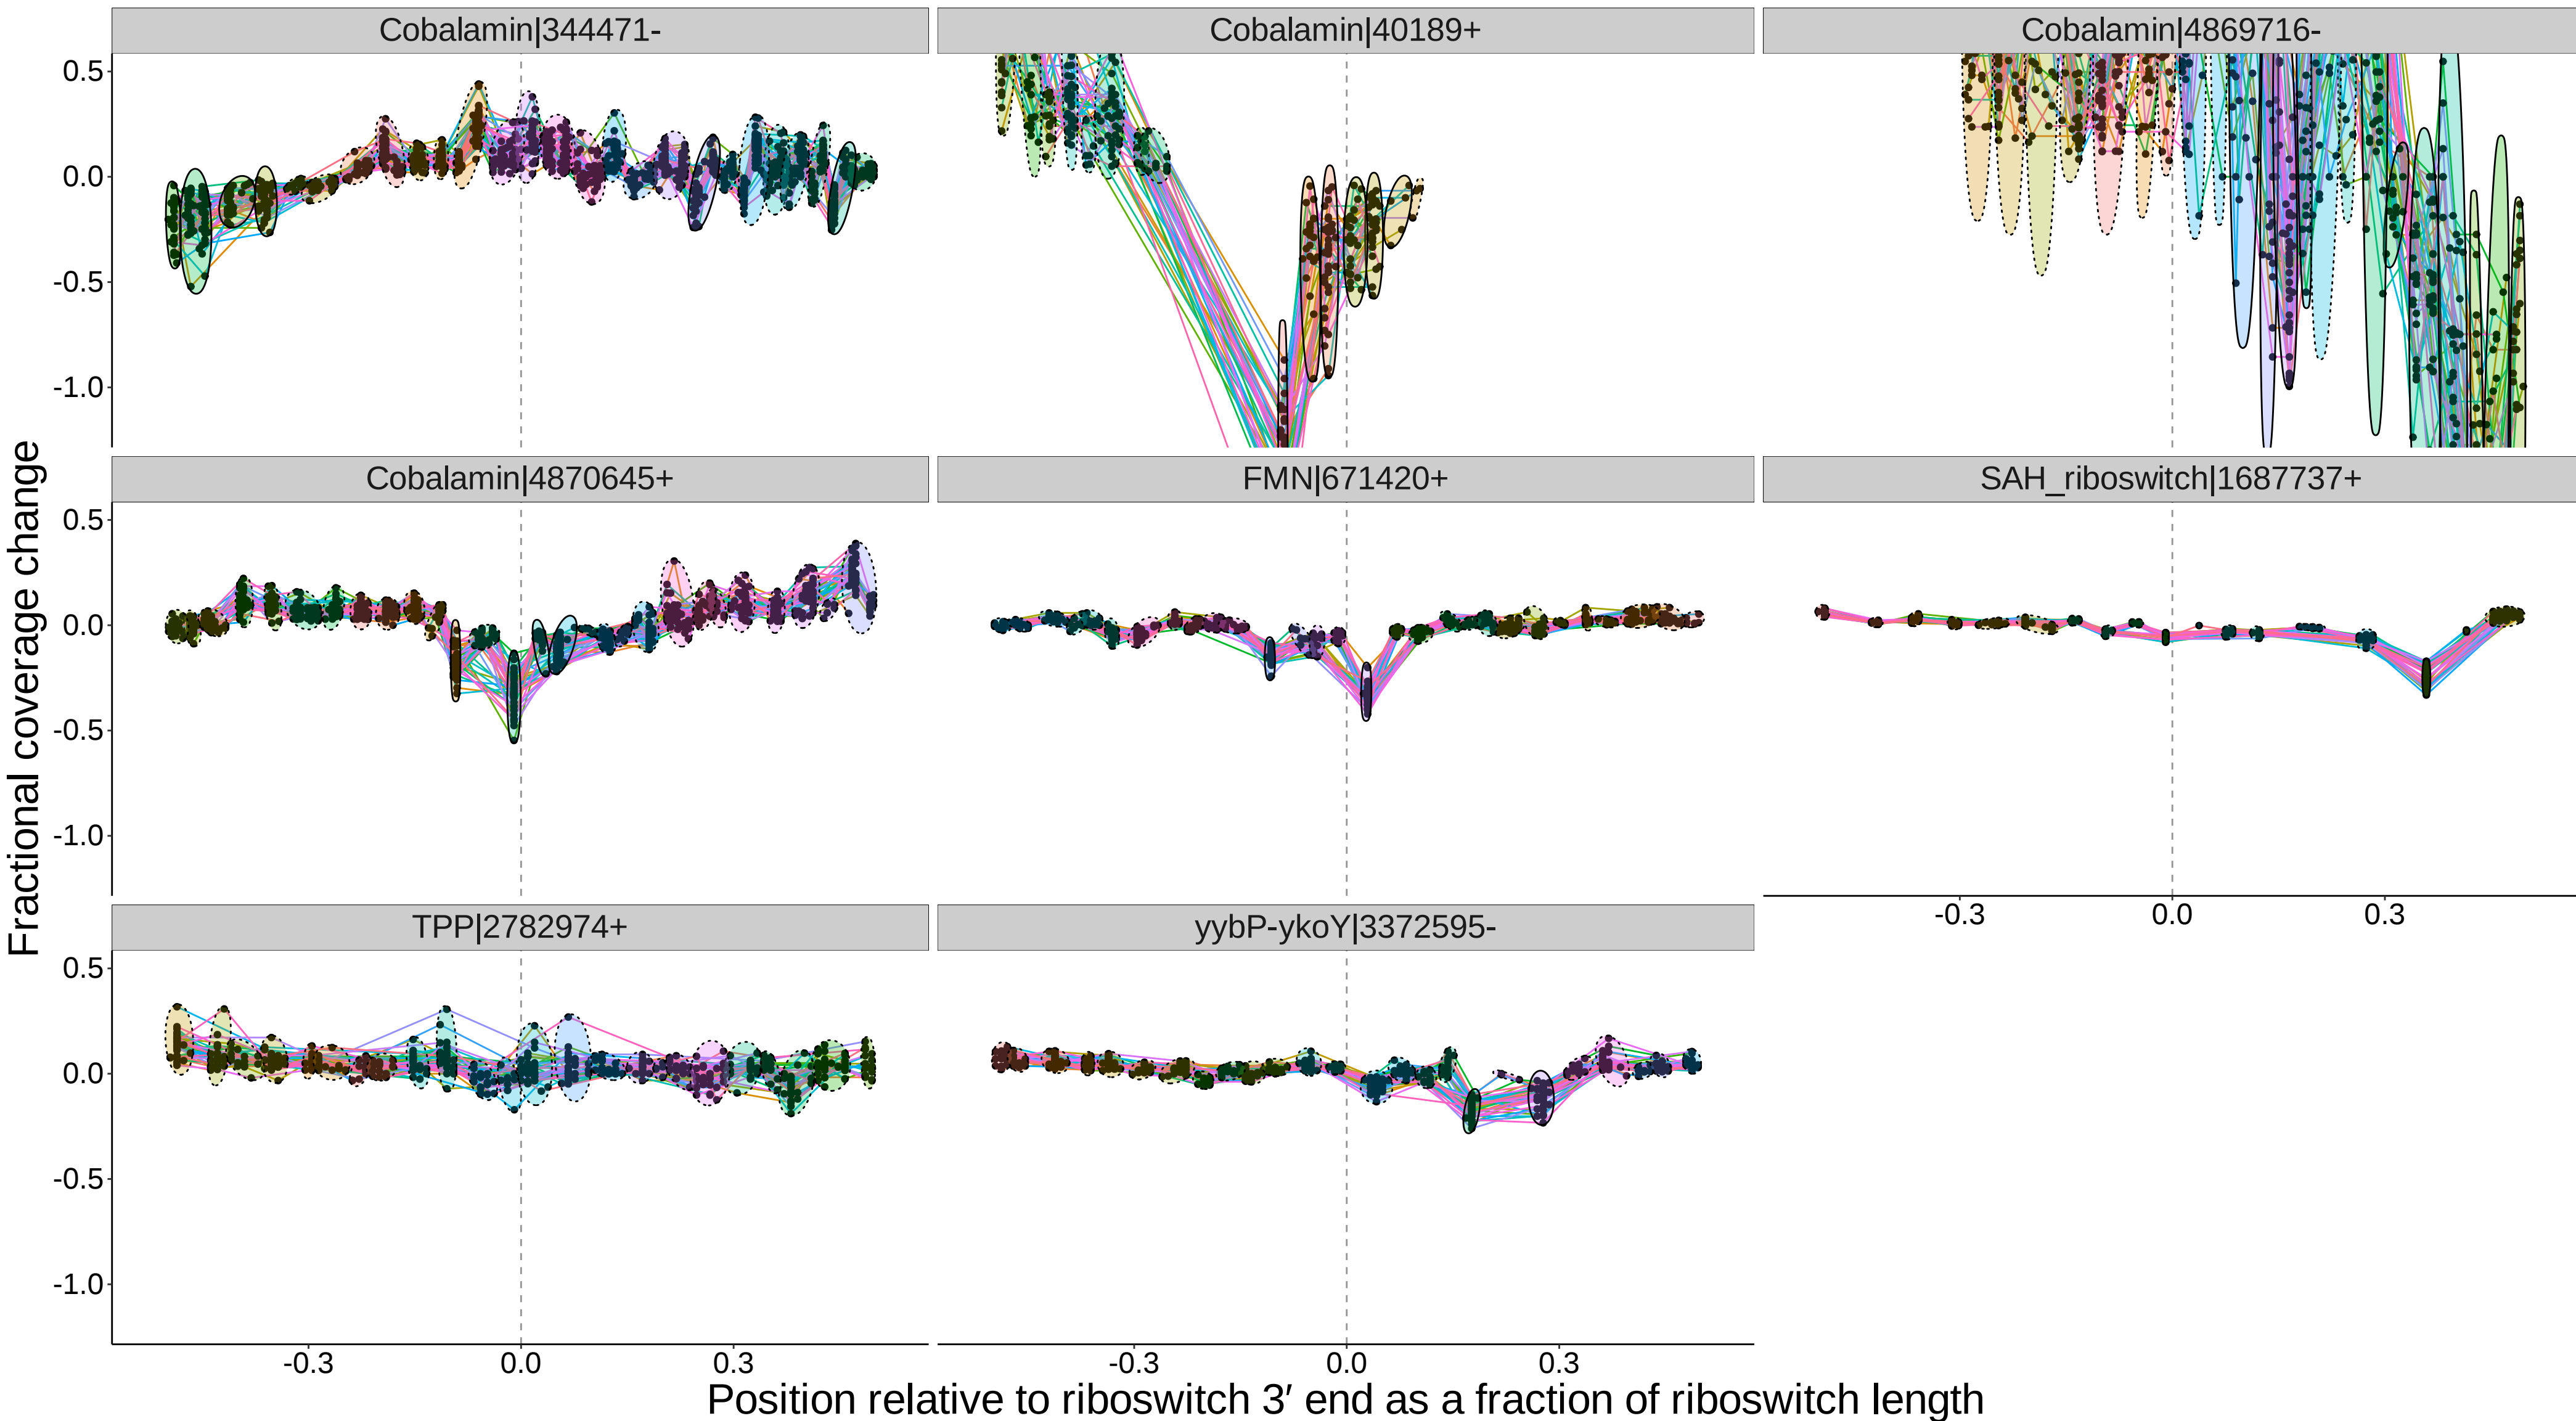 Cobalamin|344471-
Cobalamin|40189+
Cobalamin|4869716-
0.5
0.0
-0.5
-1.0
Fractional coverage change
Cobalamin|4870645+
FMN|671420+
SAH_riboswitch|1687737+
0.5
0.0
-0.5
-1.0
-0.3 0.0 0.3
TPP|2782974+
yybP-ykoY|3372595-
0.5
0.0
-0.5
-1.0
-0.3 0.0 0.3
-0.3 0.0 0.3
Position relative to riboswitch 3′ end as a fraction of riboswitch length